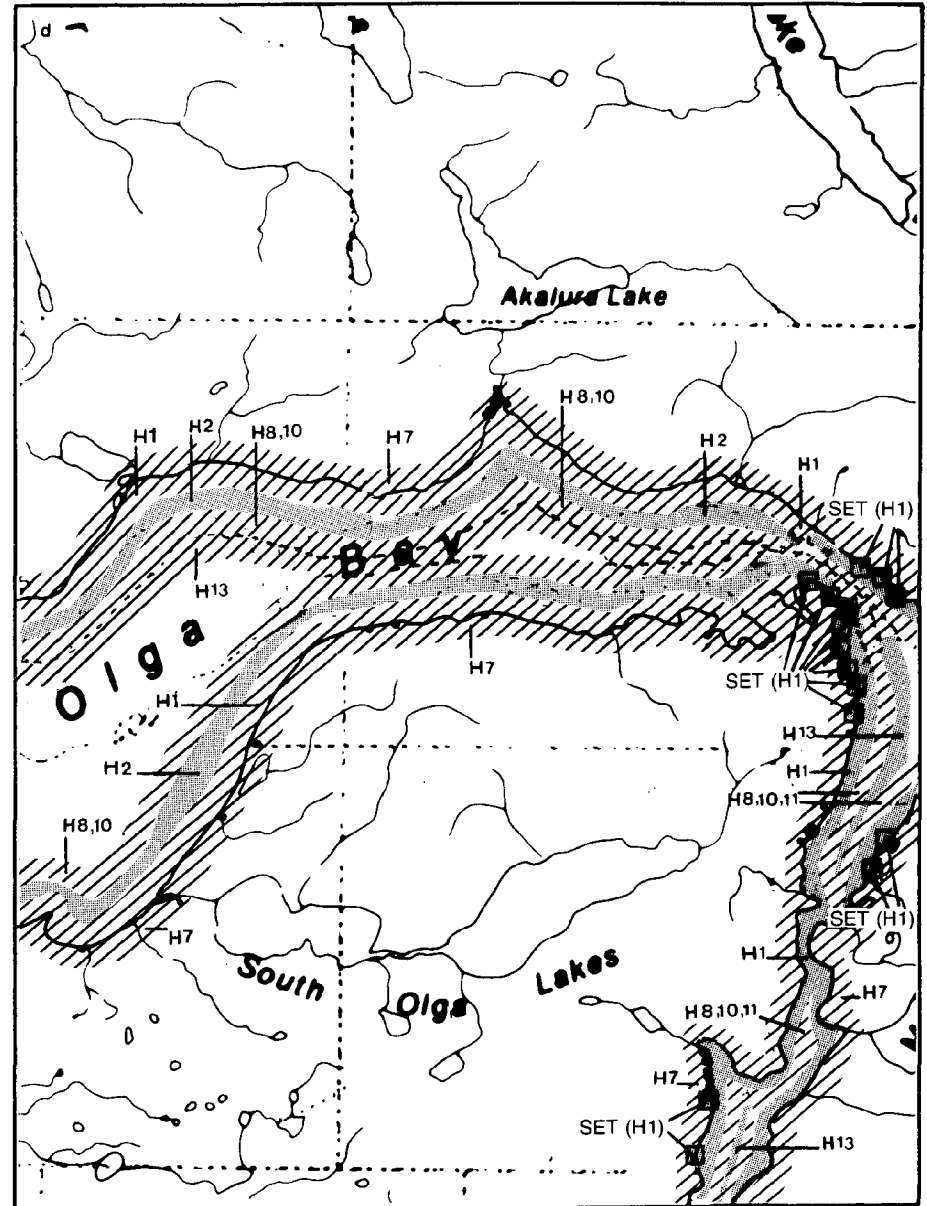 d
Akalura Lake
H8,10
H2
H1
H8,10
H7
H2
H1
SET (H1)
Bay
H13
Olga
H7
SET (H1)
H1
H13
H2
H1
H8,10,11
H8,10
SET (H1)
H7
South
Olga
Lakes
H1
H7
H8,10,11
H7
SET (H1)
H13